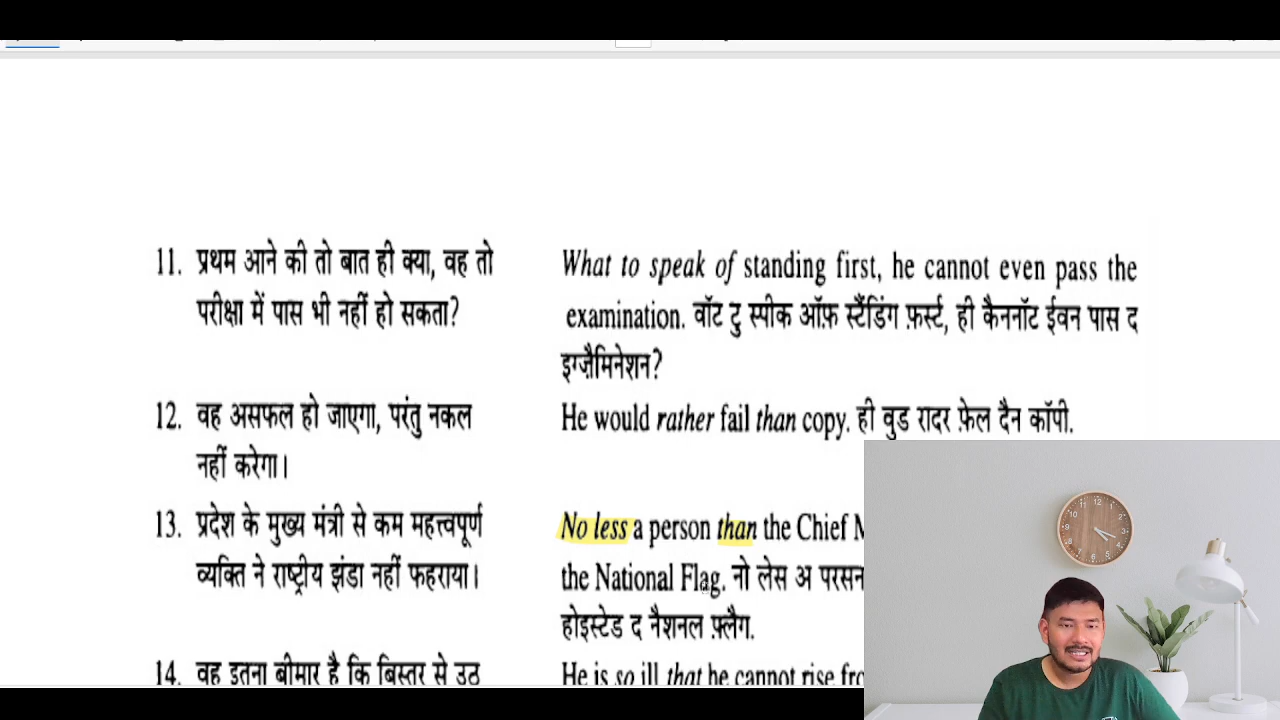 11. प्रथम आने की तो बात ही क्या, वह तो
परीक्षा में पास भी नहीं हो सकता?
What to speak of standing first, he cannot even pass the
examination. वॉट टु स्पीक ऑफ़ स्टैंडिंग फ़र्स्ट, ही कैननॉट ईवन पास द
इग्ज़ैमिनेशन?
12. वह असफल हो जाएगा, परंतु नकल
नहीं करेगा।
He would rather fail than copy. ही वुड रादर फ़ेल दैन कॉपी.
13. प्रदेश के मुख्य मंत्री से कम महत्त्वपूर्ण
व्यक्ति ने राष्ट्रीय झंडा नहीं फहराया।
No less a person than the Chief
the National Flag. नो लेस अ परसन
होइस्टेड द नैशनल फ़्लैग.
14. वह इतना बीमार है कि बिस्तर से उठ
He is so ill that he cannot rise
12
3